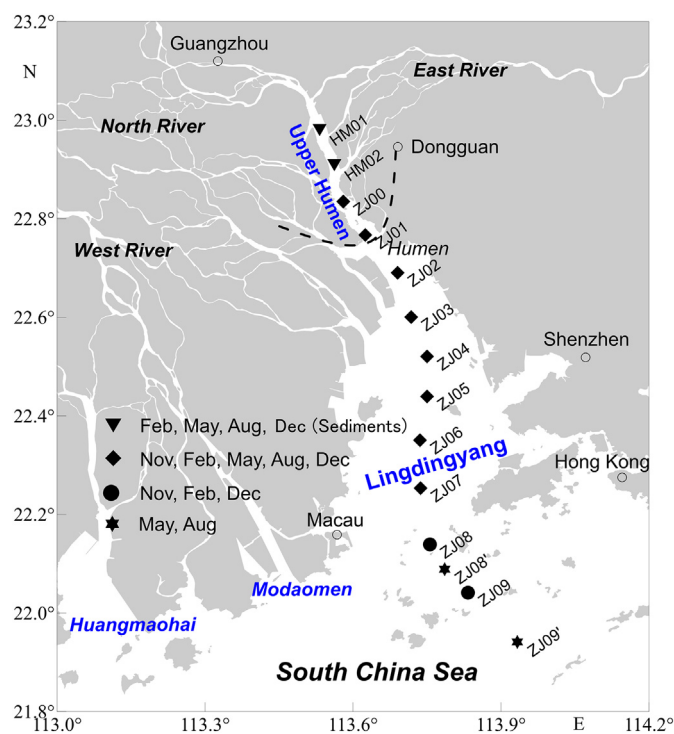 23.2°
Guangzhou
N
East River
23.0°
North River
HM01
Upper Humen
Dongguan
HM02
ZJ00
22.8°
ZJ01
Humen
West River
ZJ02
22.6°
ZJ03
Shenzhen
ZJ04
22.4°
ZJ05
Feb, May, Aug, Dec (Sediments)
ZJ06
Nov, Feb, May, Aug, Dec
Lingdingyang
Hong Kong
ZJ07
Nov, Feb, Dec
22.2°
Macau
May, Aug
ZJ08
ZJ08'
Modaomen
22.0°
ZJ09
Huangmaohai
ZJ09'
South China Sea
21.8°
113.0° 113.3° 113.6° 113.9° E 114.2°